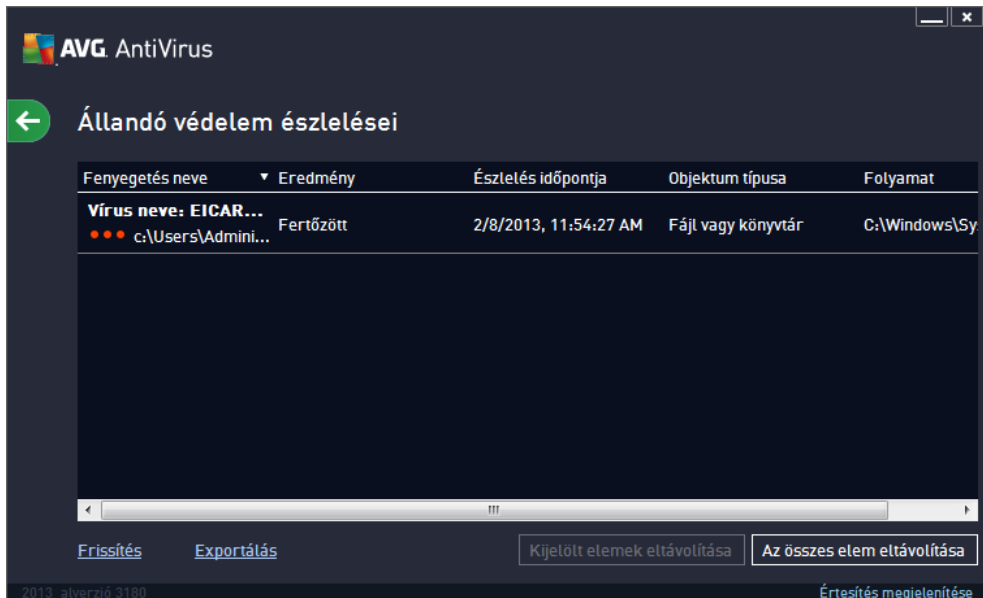 AVG. AntiVirus
Állandó védelem észlelései
Fenyegetés neve Eredmény Észlelés időpontja Objektum típusa Folyamat
Vírus neve: EICAR...
c:\Users\Admini... Fertőzött 2/8/2013, 11:54:27 AM Fájl vagy könyvtár C:\Windows\Sy
Frissítés Exportálás Kijelölt elemek eltávolítása Az összes elem eltávolítása
2013 alverzió 3180 Értesítés megjelenítése